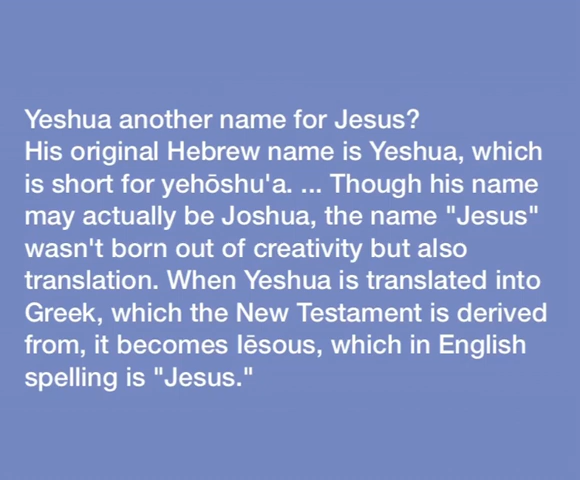 Yeshua another name for Jesus?
His original Hebrew name is Yeshua, which
is short for yehōshu'a. ... Though his name
may actually be Joshua, the name "Jesus"
wasn't born out of creativity but also
translation. When Yeshua is translated into
Greek, which the New Testament is derived
from, it becomes Iēsous, which in English
spelling is "Jesus."